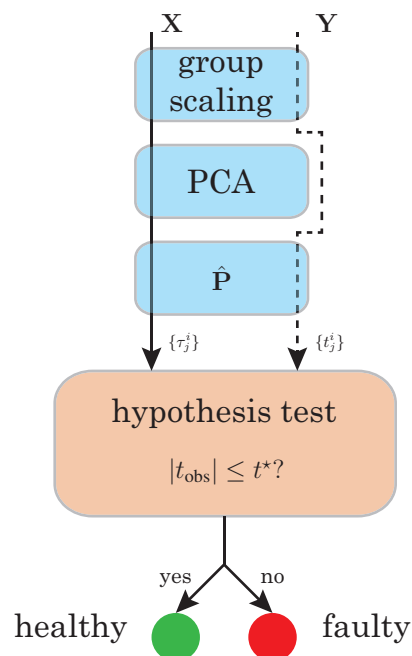 X Y
group
scaling
PCA
P̂
{τ_j^i} {t_j^i}
hypothesis test
|t_obs| ≤ t*?
yes no
healthy faulty